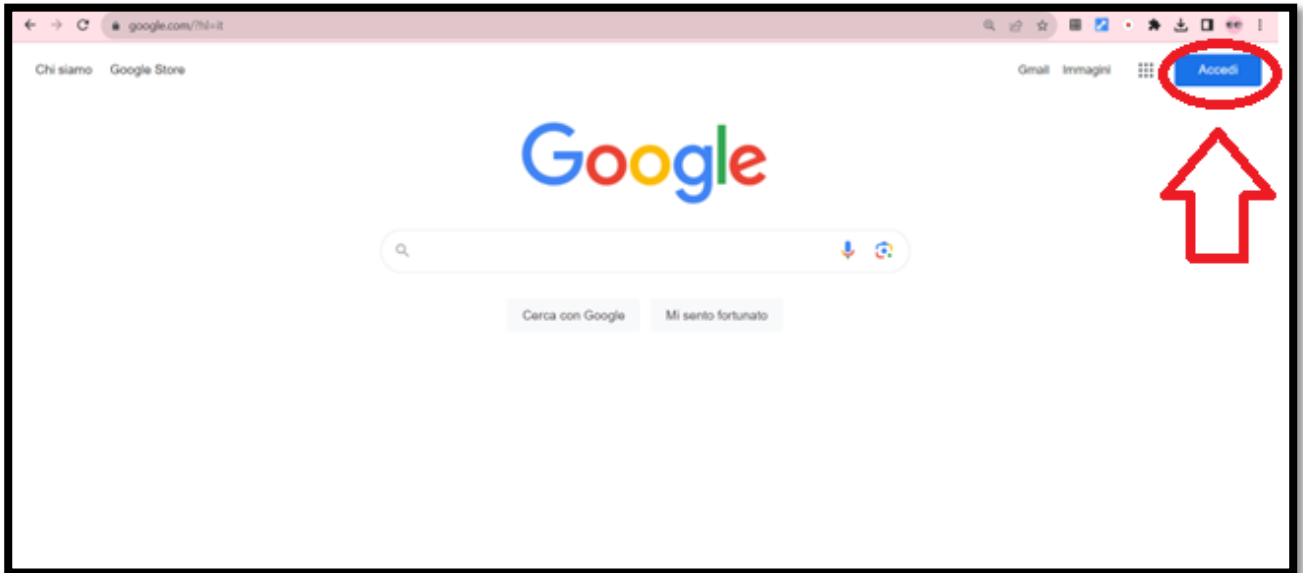 google.com/?hl=it
Chi siamo Google Store
Gmail Immagini Accedi
Google
Cerca con Google Mi sento fortunato